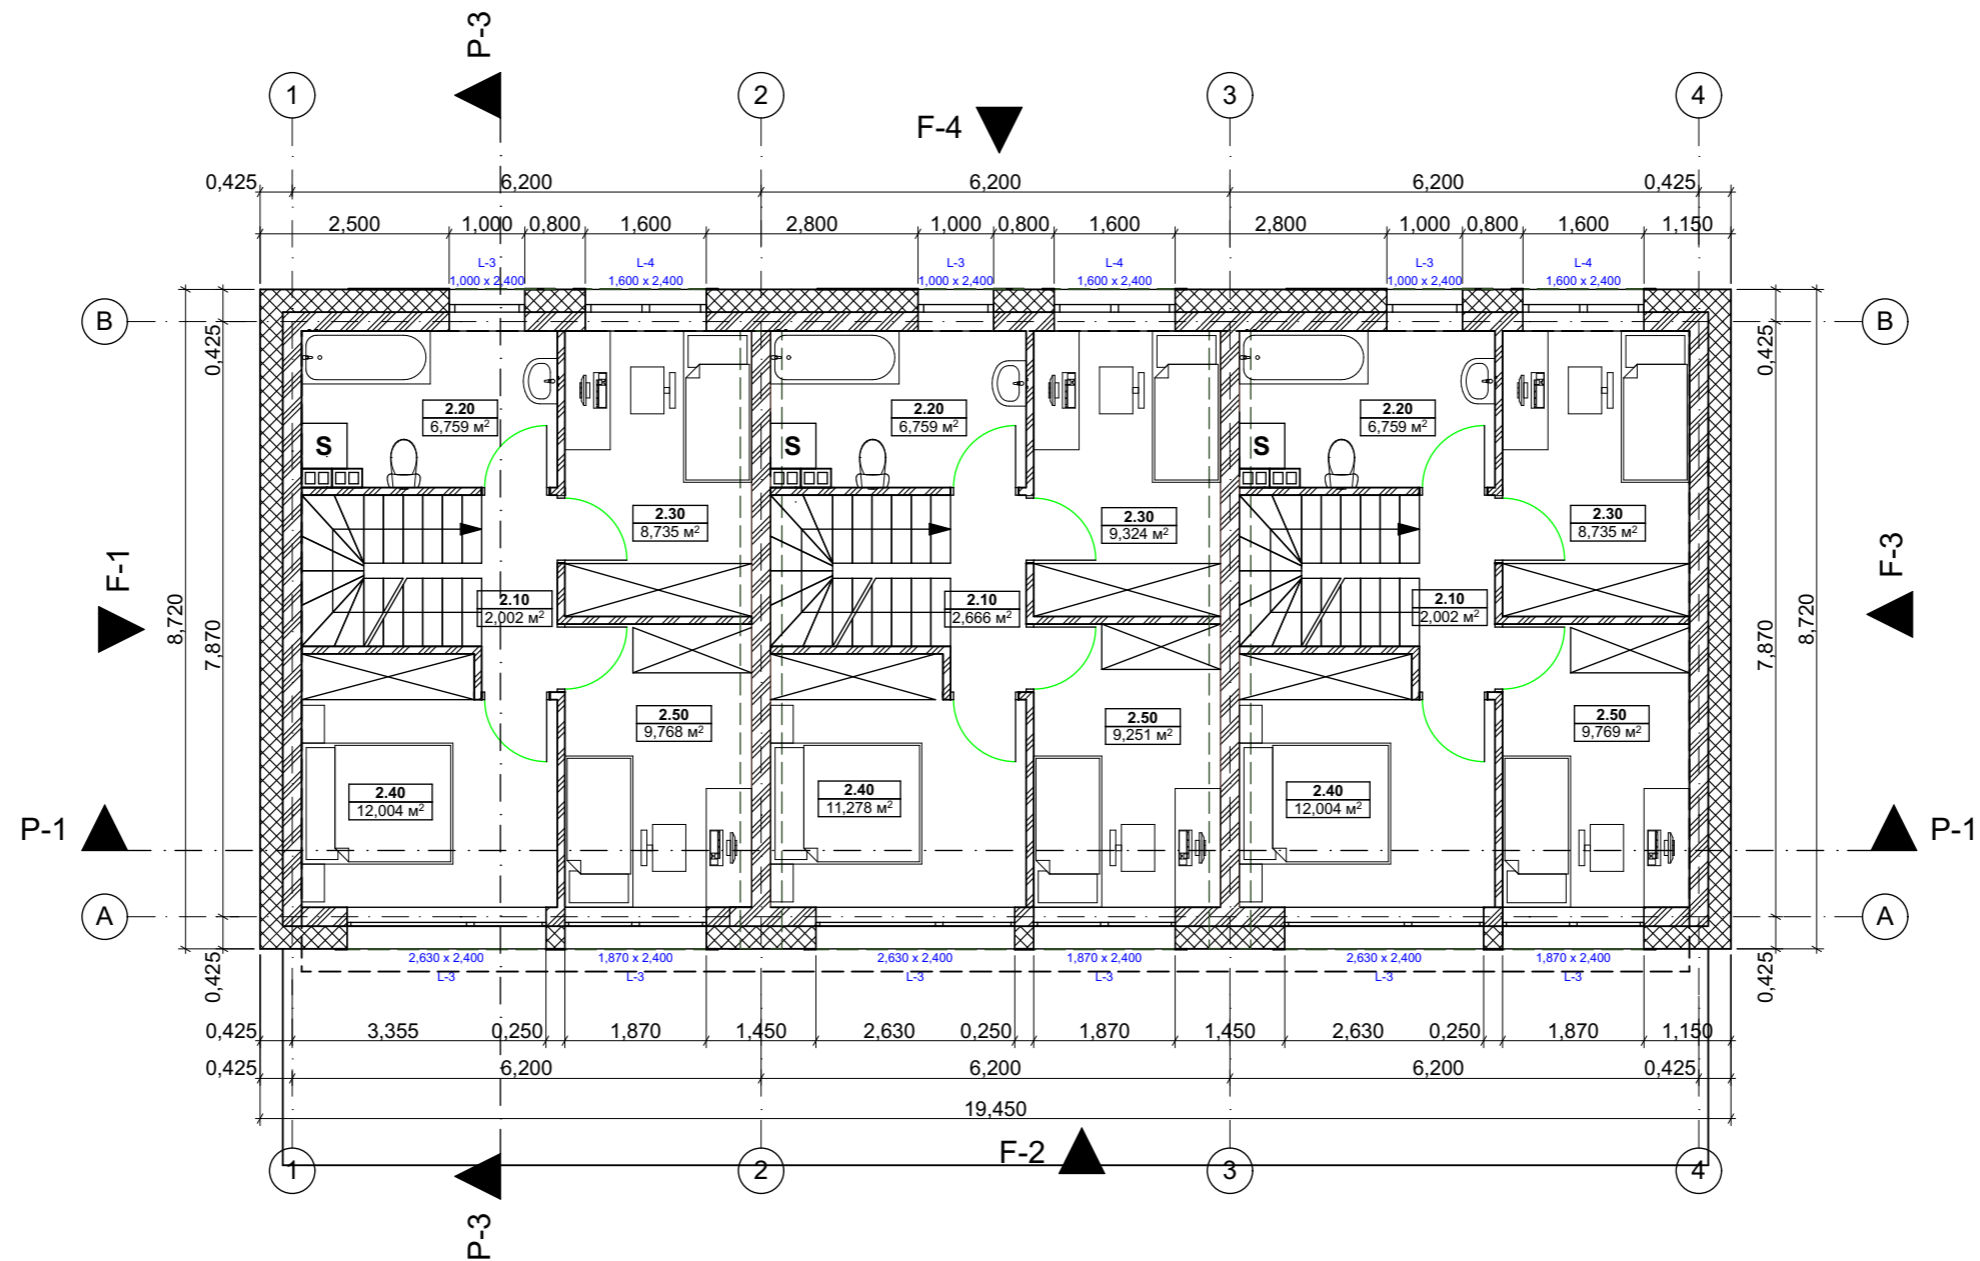 P-3
1
2
3
4
F-4
0,425
6,200
6,200
6,200
0,425
2,500
1,000
0,800
1,600
2,800
1,000
0,800
1,600
2,800
1,000
0,800
1,600
1,150
L-3
L-4
L-3
L-4
L-3
L-4
1,000 x 2,400
1,600 x 2,400
1,000 x 2,400
1,600 x 2,400
1,000 x 2,400
1,600 x 2,400
B
B
0,425
0,425
2.20
6,759 м²
2.20
6,759 м²
2.20
6,759 м²
S
S
S
2.30
8,735 м²
2.30
9,324 м²
2.30
8,735 м²
F-1
F-3
8,720
7,870
7,870
8,720
2.10
2,002 м²
2.10
2,666 м²
2.10
2,002 м²
2.50
9,768 м²
2.50
9,251 м²
2.50
9,769 м²
2.40
12,004 м²
2.40
11,278 м²
2.40
12,004 м²
P-1
P-1
A
A
0,425
0,425
2,630 x 2,400
1,870 x 2,400
2,630 x 2,400
1,870 x 2,400
2,630 x 2,400
1,870 x 2,400
L-3
L-3
L-3
L-3
L-3
L-3
0,425
3,355
0,250
1,870
1,450
2,630
0,250
1,870
1,450
2,630
0,250
1,870
1,150
0,425
6,200
6,200
6,200
0,425
19,450
F-2
1
2
3
4
P-3